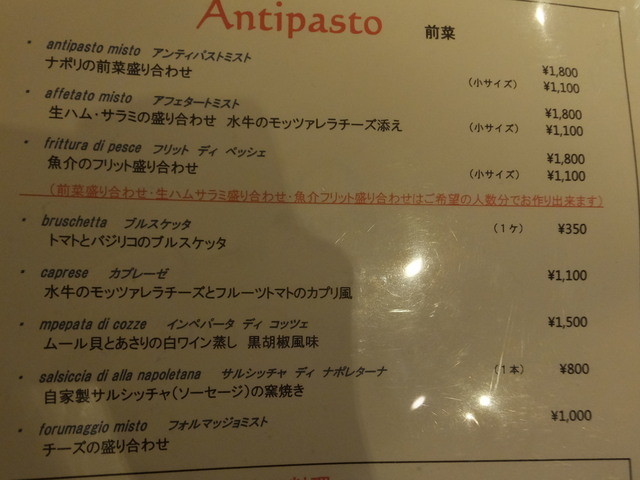 Antipasto 前菜
・ antipasto misto アンティパストミスト ¥1,800
ナポリの前菜盛り合わせ (小サイズ) ¥1,100
・ affetato misto アフェタートミスト ¥1,800
生ハム・サラミの盛り合わせ 水牛のモッツァレラチーズ添え (小サイズ) ¥1,100
・ frittura di pesce フリット ディ ペッシェ ¥1,800
魚介のフリット盛り合わせ (小サイズ) ¥1,100
(前菜盛り合わせ・生ハムサラミ盛り合わせ・魚介フリット盛り合わせはご希望の人数分でお作り出来ます)
・ bruschetta ブルスケッタ (1ケ) ¥350
トマトとバジリコのブルスケッタ
・ caprese カプレーゼ ¥1,100
水牛のモッツァレラチーズとフルーツトマトのカプリ風
・ mpepata di cozze インペパータ ディ コッツェ ¥1,500
ムール貝とあさりの白ワイン蒸し 黒胡椒風味
・ salsiccia di alla napoletana サルシッチャ ディ ナポレターナ (1本) ¥800
自家製サルシッチャ(ソーセージ)の窯焼き
・ forumaggio misto フォルマッジョミスト ¥1,000
チーズの盛り合わせ